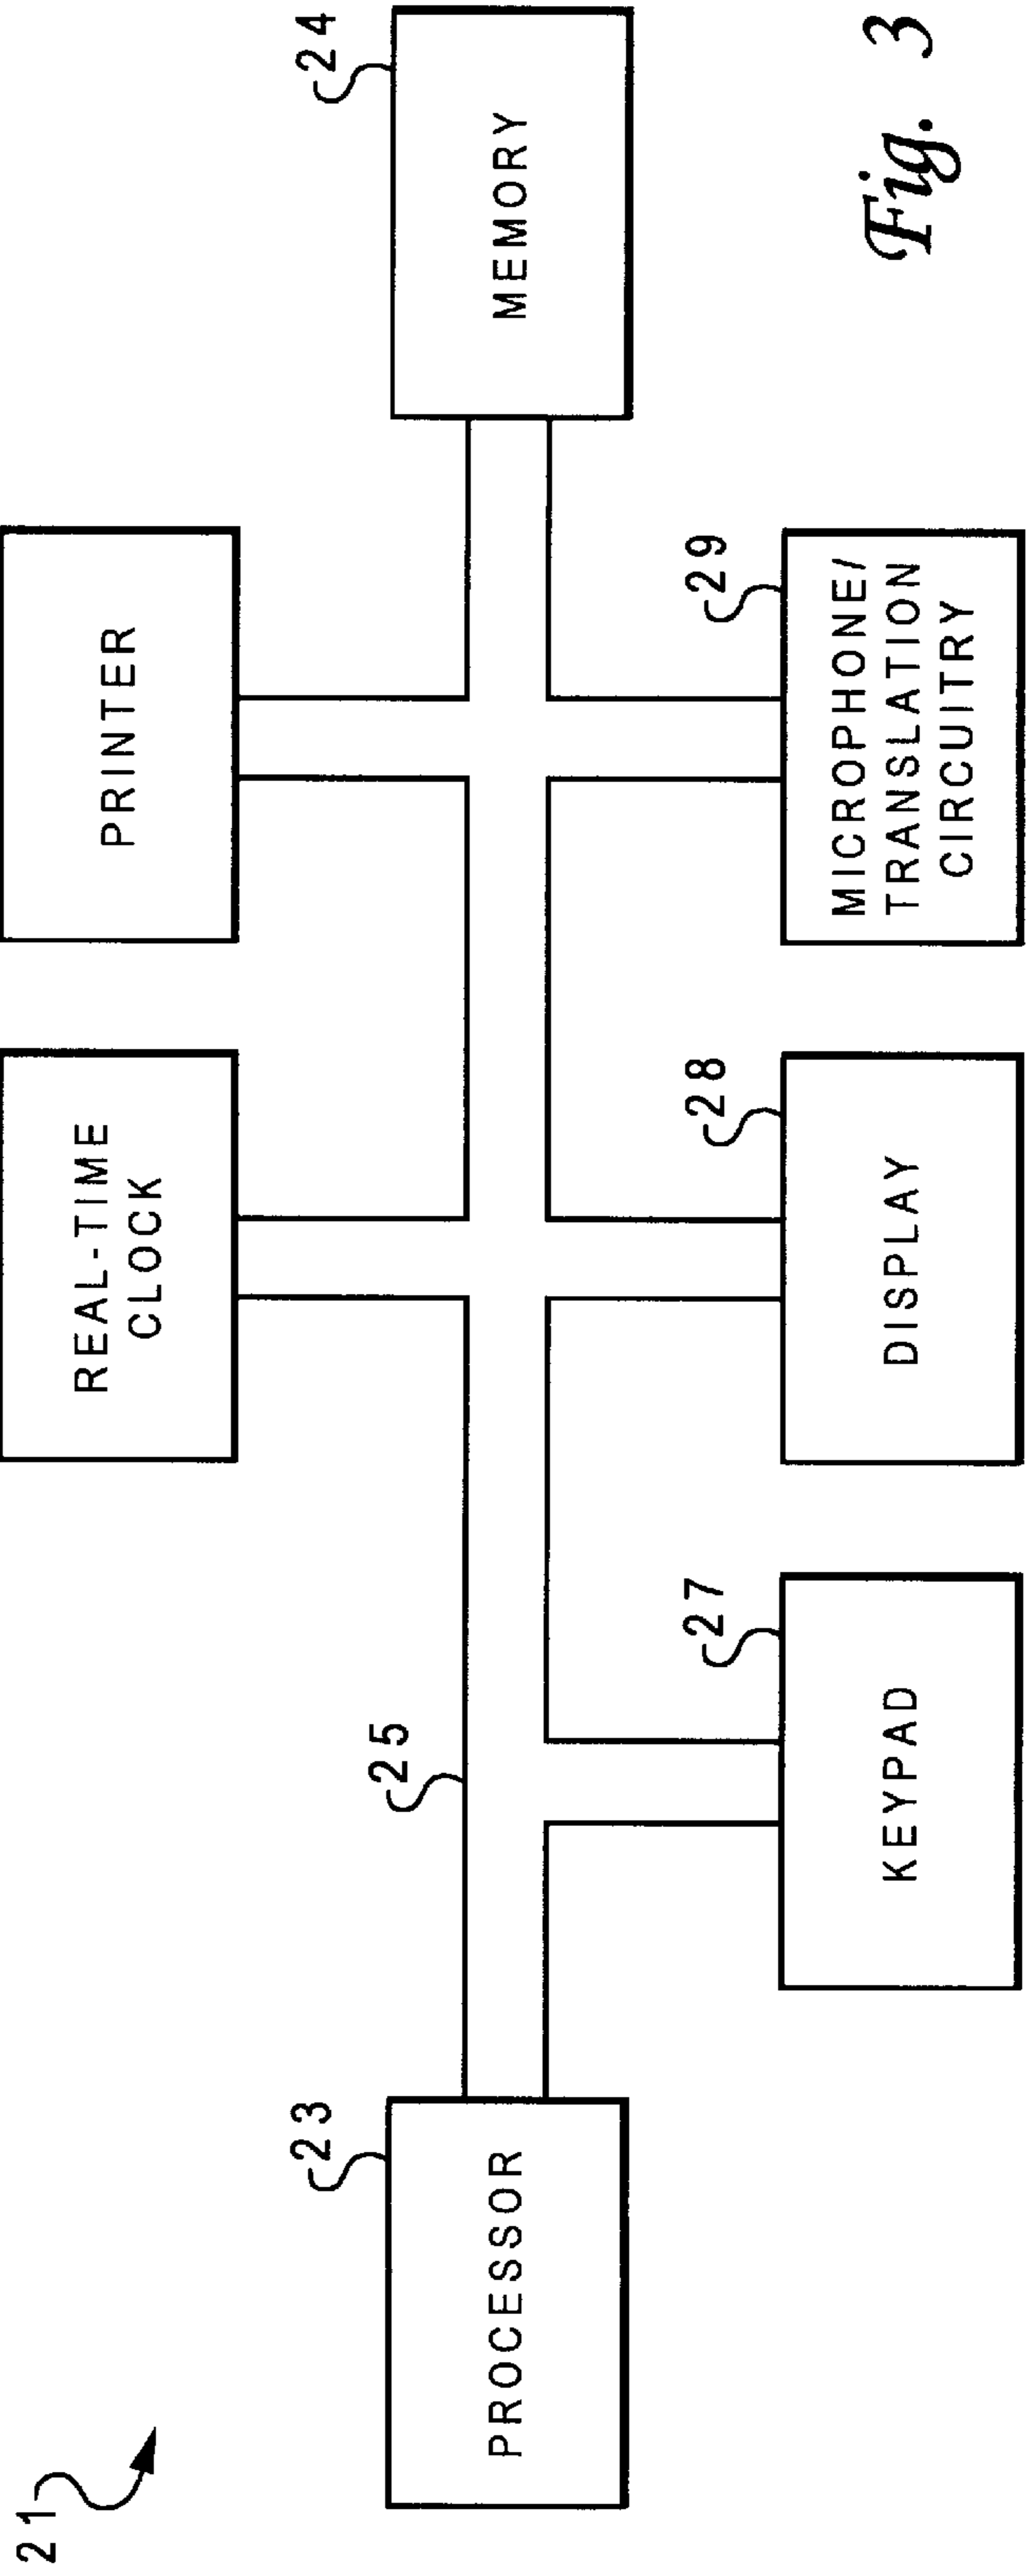 21
REAL-TIME
CLOCK
PRINTER
23
PROCESSOR
25
24
MEMORY
27
KEYPAD
28
DISPLAY
29
MICROPHONE/
TRANSLATION
CIRCUITRY
Fig. 3